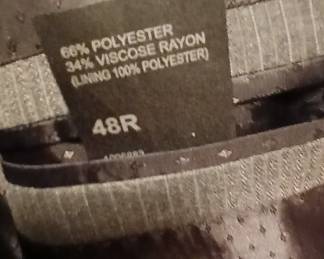 66% POLYESTER
34% VISCOSE RAYON
(LINING 100% POLYESTER)
48R